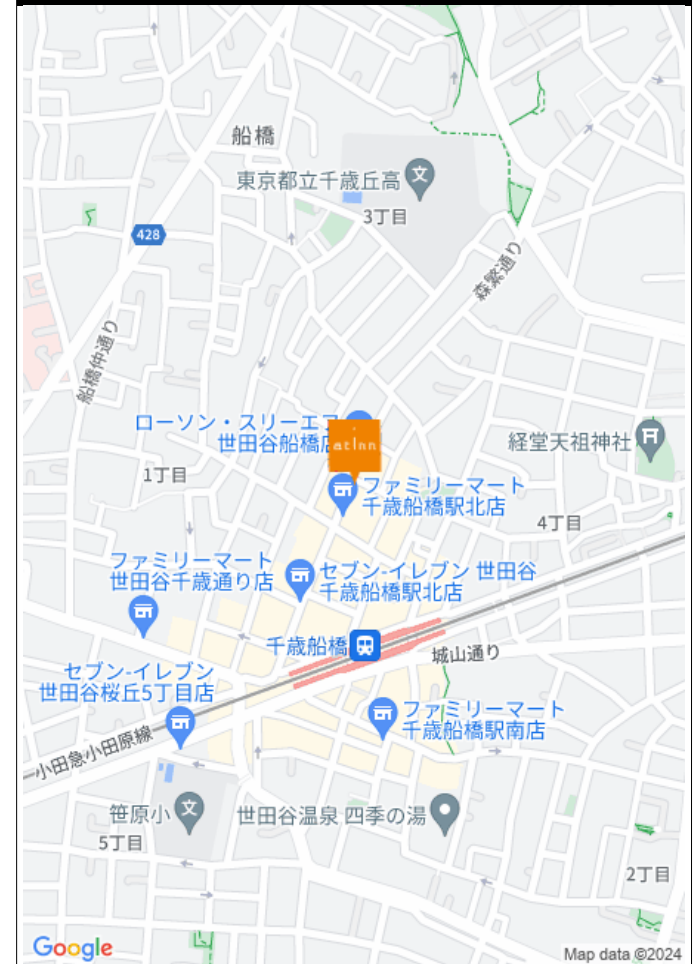 船橋
東京都立千歳丘高
3丁目
428
森繁通り
船橋仲通り
ローソン・スリーエフ
世田谷船橋店
at Inn
経堂天祖神社
1丁目
ファミリーマート
千歳船橋駅北店
4丁目
ファミリーマート
世田谷千歳通り店
セブン-イレブン 世田谷
千歳船橋駅北店
千歳船橋
城山通り
セブン-イレブン
世田谷桜丘5丁目店
ファミリーマート
千歳船橋駅南店
小田急小田原線
笹原小
世田谷温泉 四季の湯
5丁目
2丁目
Google
Map data ©2024